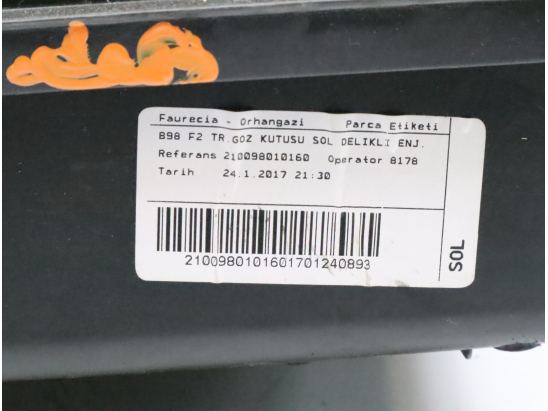 Faurecia - Orhangazi Parca Etiketi
B98 F2 TR.GOZ KUTUSU SOL DELIKLI ENJ.
Referans 210098010160 Operator 8178
Tarih 24.1.2017 21:30
2100980101601701240893
SOL